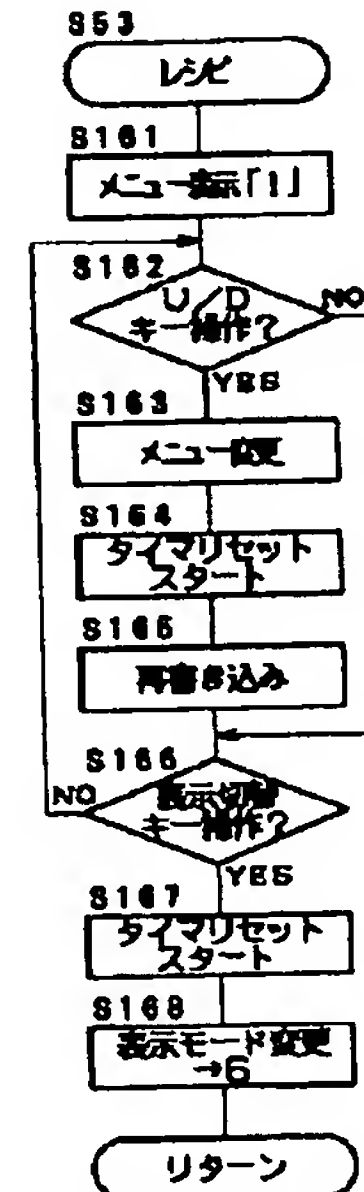 S53
レシピ
S161
メニュー表示「1」
S162
U/D
キー操作?
NO
YES
S163
メニュー変更
S164
タイマリセット
スタート
S165
再書き込み
S166
表示切替
キー操作?
NO
YES
S167
タイマリセット
スタート
S168
表示モード変更
→6
リターン